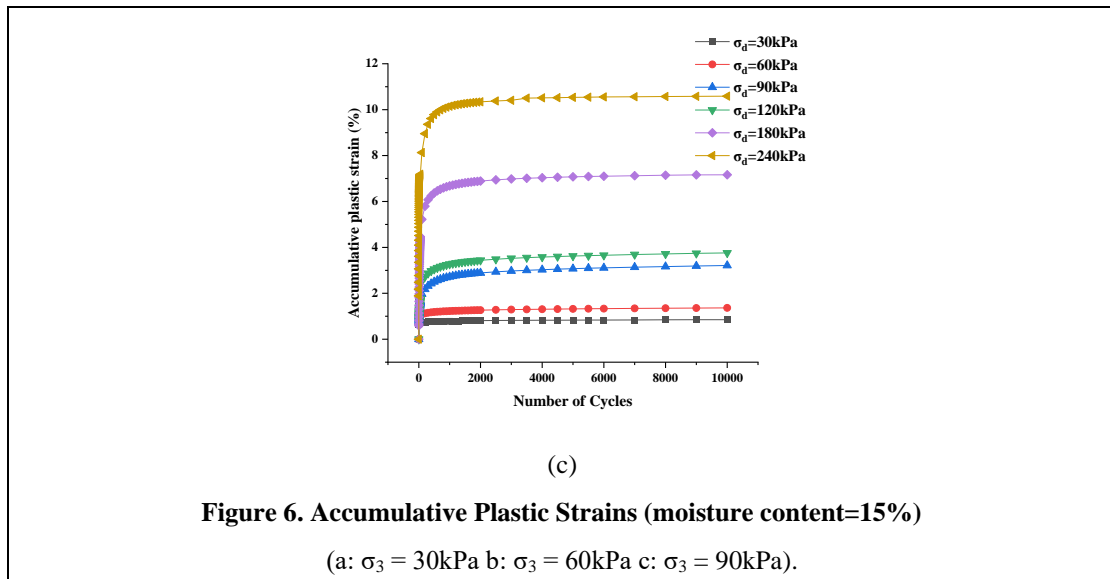 σd=30kPa
σd=60kPa
σd=90kPa
σd=120kPa
σd=180kPa
σd=240kPa
12
10
8
6
4
2
0
Accumulative plastic strain (%)
0 2000 4000 6000 8000 10000
Number of Cycles
(c)
Figure 6. Accumulative Plastic Strains (moisture content=15%)
(a: σ3 = 30kPa b: σ3 = 60kPa c: σ3 = 90kPa).